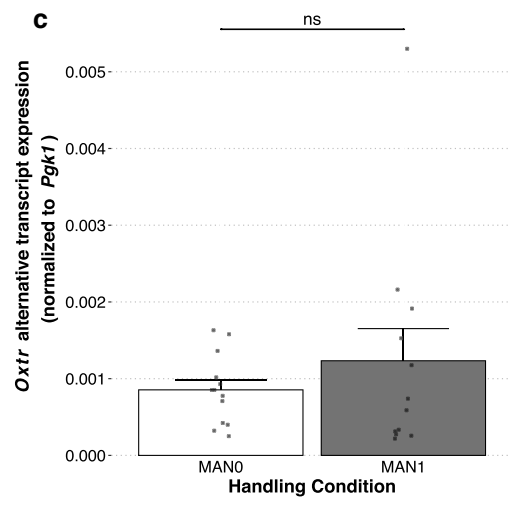 c
ns
Oxtr alternative transcript expression
(normalized to Pgk1)
0.005
0.004
0.003
0.002
0.001
0.000
MAN0
MAN1
Handling Condition